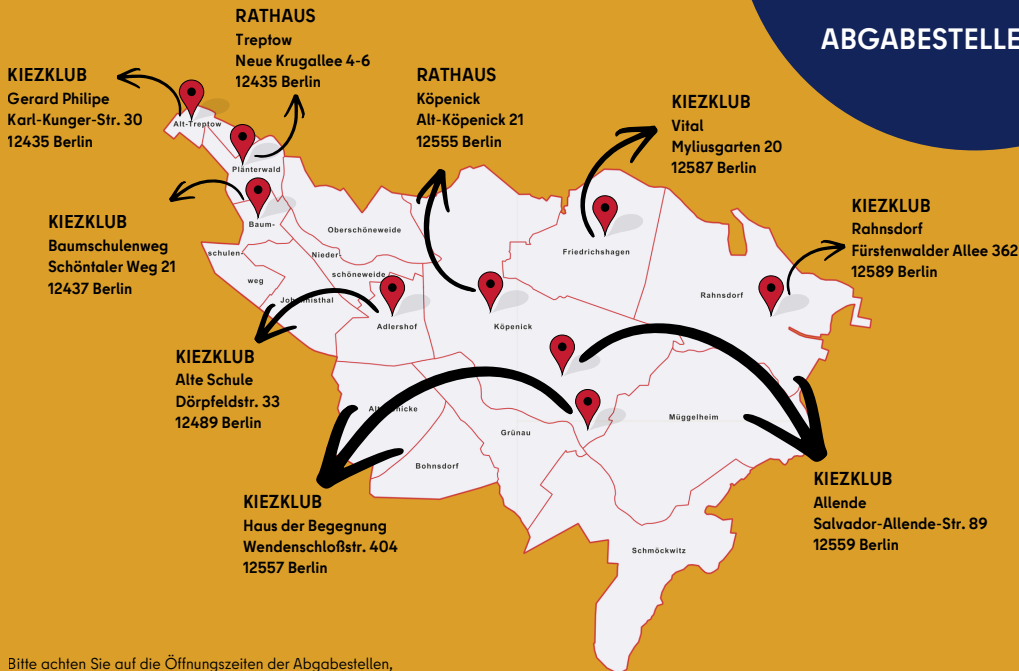 ABGABESTELLE
RATHAUS
Treptow
Neue Krugallee 4-6
12435 Berlin
KIEZKLUB
Gerard Philipe
Karl-Kunger-Str. 30
12435 Berlin
RATHAUS
Köpenick
Alt-Köpenick 21
12555 Berlin
KIEZKLUB
Vital
Myliusgarten 20
12587 Berlin
KIEZKLUB
Baumschulenweg
Schöntaler Weg 21
12437 Berlin
KIEZKLUB
Rahnsdorf
Fürstenwalder Allee 362
12589 Berlin
Alt-Treptow
Plänterwald
Baum-
schulen
weg
Oberschöneweide
Nieder-
schöneweide
Johannisthal
Adlershof
Köpenick
Friedrichshagen
Rahnsdorf
Müggelheim
Grünau
Bohnsdorf
Schmöckwitz
KIEZKLUB
Alte Schule
Dörpfeldstr. 33
12489 Berlin
KIEZKLUB
Haus der Begegnung
Wendenschloßstr. 404
12557 Berlin
KIEZKLUB
Allende
Salvador-Allende-Str. 89
12559 Berlin
Bitte achten Sie auf die Öffnungszeiten der Abgabestellen,